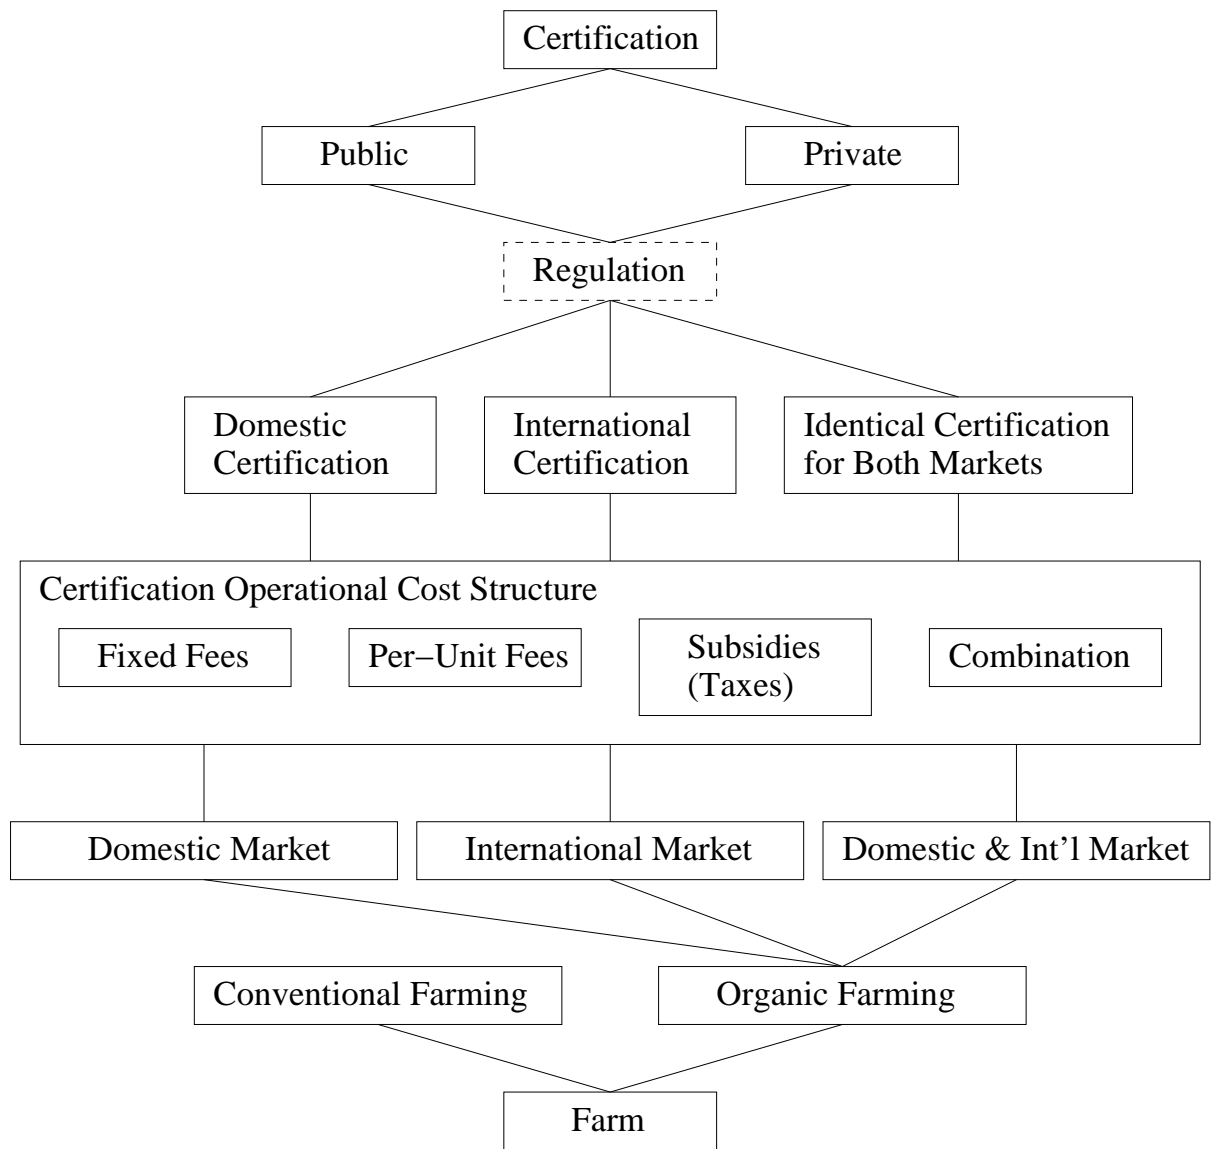 Certification
Public
Private
Regulation
Domestic
Certification
International
Certification
Identical Certification
for Both Markets
Certification Operational Cost Structure
Fixed Fees
Per−Unit Fees
Subsidies
(Taxes)
Combination
Domestic Market
International Market
Domestic & Int’l Market
Conventional Farming
Organic Farming
Farm